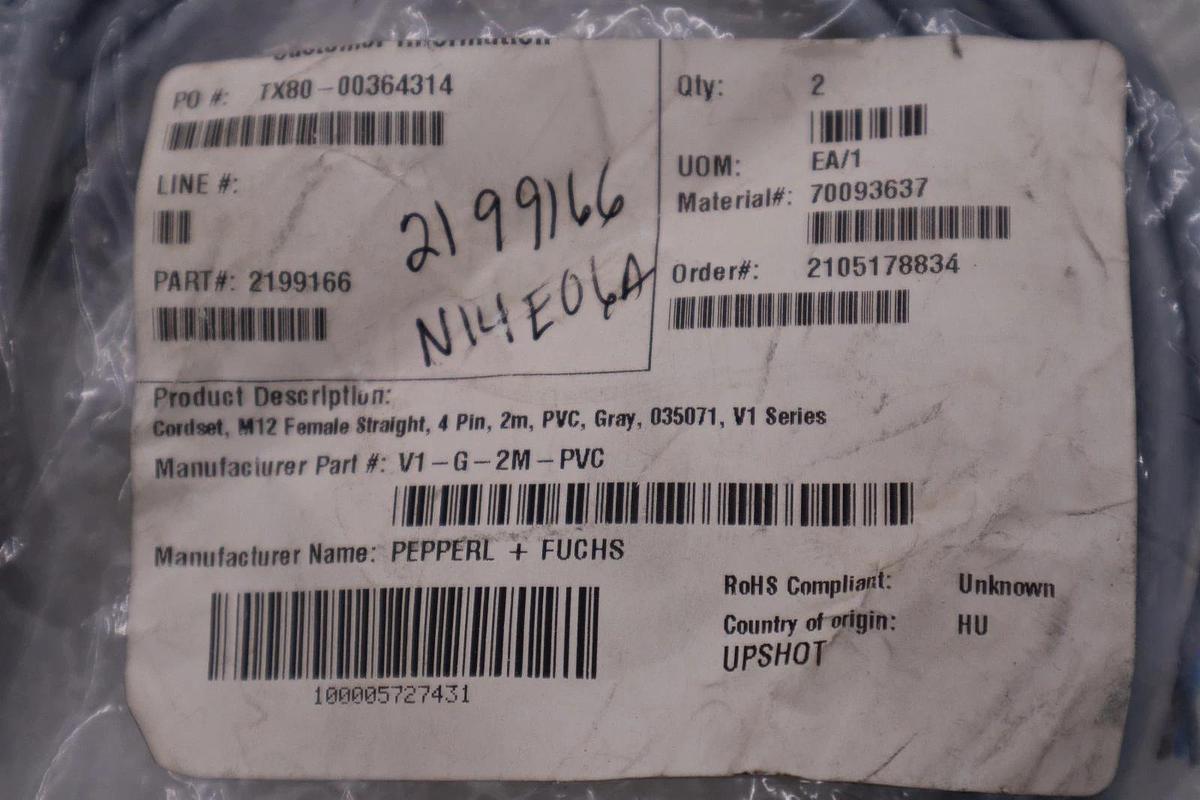 Customer Information
PO #: TX80-00364314
LINE #:
PART#: 2199166
2199166
N14E06A
Qty: 2
UOM: EA/1
Material#: 70093637
Order#: 2105178834
Product Description:
Cordset, M12 Female Straight, 4 Pin, 2m, PVC, Gray, 035071, V1 Series
Manufacturer Part #: V1-G-2M-PVC
Manufacturer Name: PEPPERL + FUCHS
100005727431
RoHS Compliant: Unknown
Country of origin: HU
UPSHOT